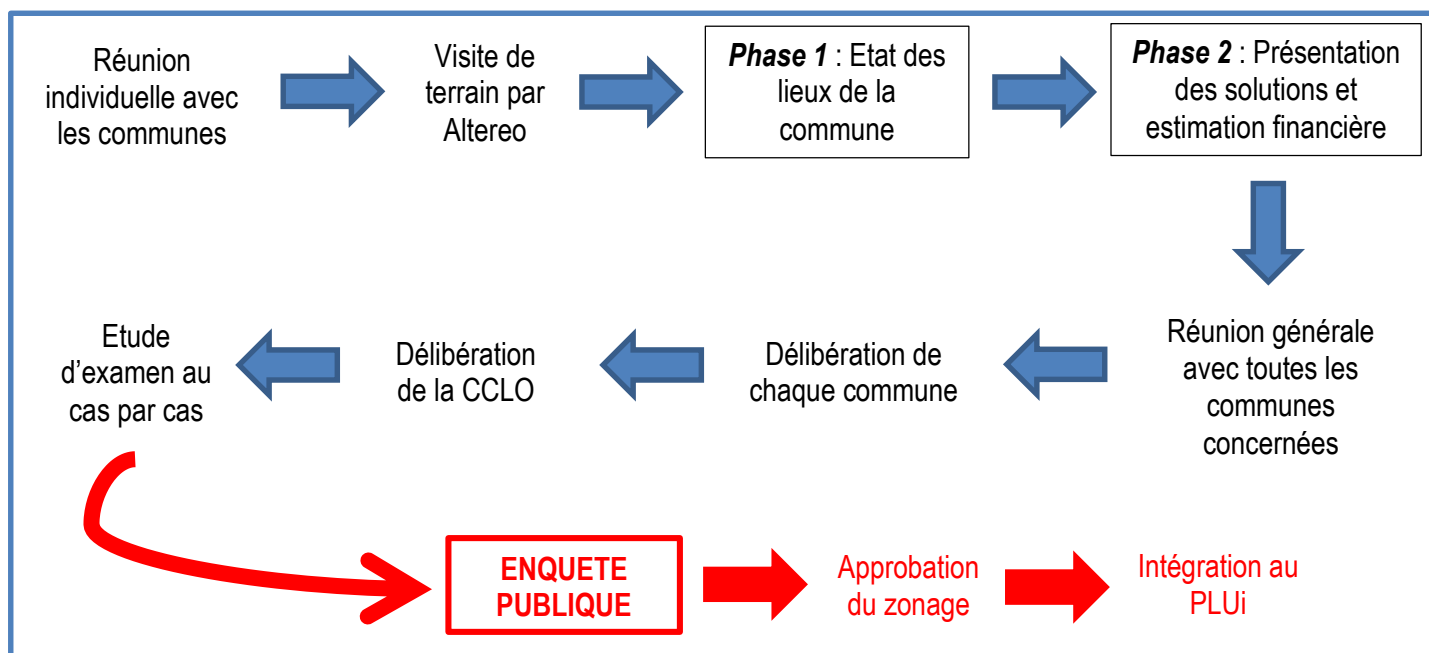 Réunion
individuelle avec
les communes
Visite de
terrain par
Altereo
Phase 1 : Etat des
lieux de la
commune
Phase 2 : Présentation
des solutions et
estimation financière
Réunion générale
avec toutes les
communes
concernées
Délibération de
chaque commune
Délibération
de la CCLO
Etude
d’examen au
cas par cas
ENQUETE
PUBLIQUE
Approbation
du zonage
Intégration au
PLUi